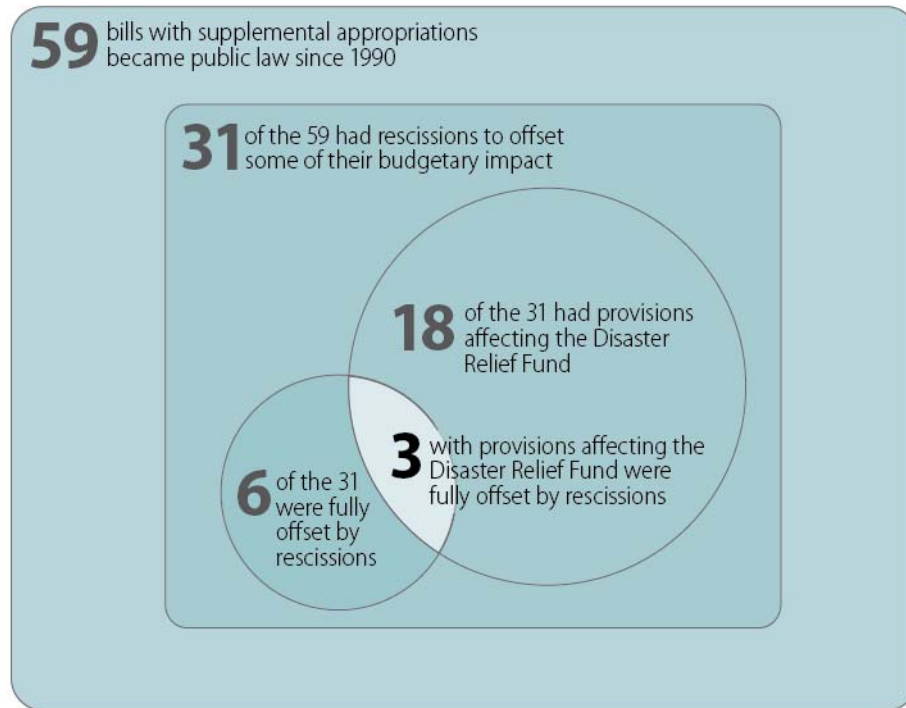 59 bills with supplemental appropriations
became public law since 1990
31 of the 59 had rescissions to offset
some of their budgetary impact
18 of the 31 had provisions
affecting the Disaster
Relief Fund
3 with provisions affecting the
Disaster Relief Fund were
fully offset by rescissions
6 of the 31
were fully
offset by
rescissions